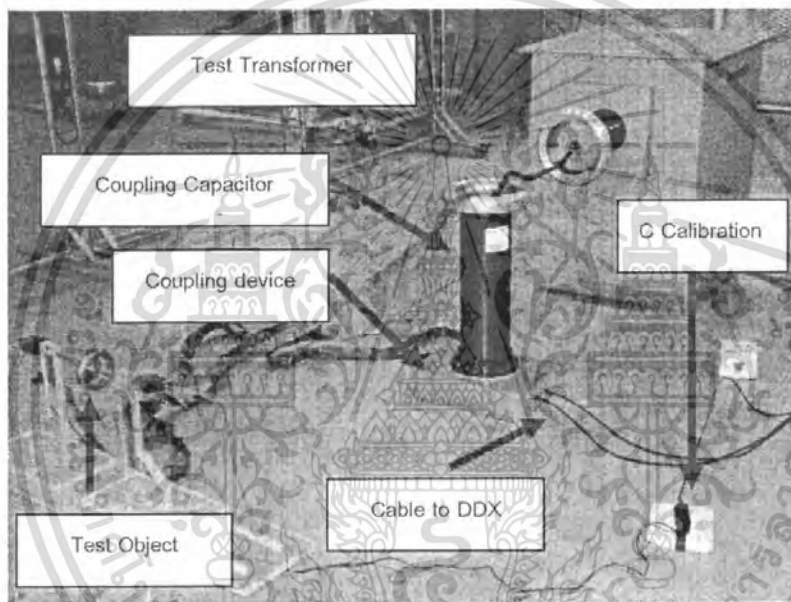 Test Transformer
Coupling Capacitor
C Calibration
Coupling device
Cable to DDX
Test Object